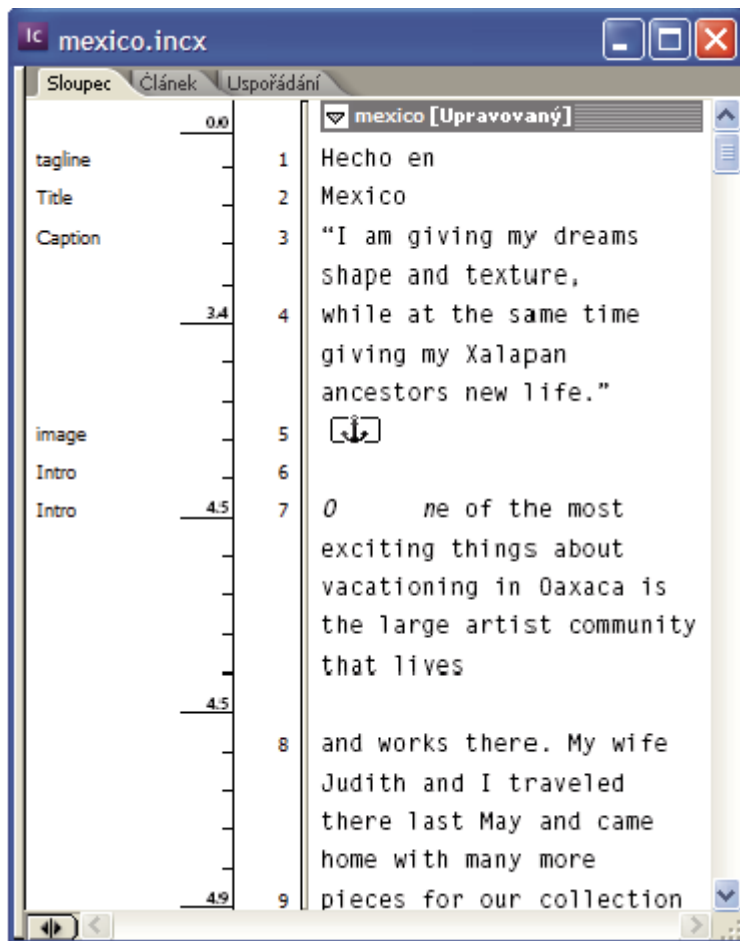 Ic mexico.incx
Sloupec Článek Uspořádání
0.0 mexico [Upravovaný]
tagline 1 Hecho en
Title 2 Mexico
Caption 3 “I am giving my dreams
shape and texture,
3.4 4 while at the same time
giving my Xalapan
ancestors new life.”
image 5
Intro 6
Intro 4.5 7 O ne of the most
exciting things about
vacationing in Oaxaca is
the large artist community
that lives
4.5
8 and works there. My wife
Judith and I traveled
there last May and came
home with many more
4.9 9 pieces for our collection